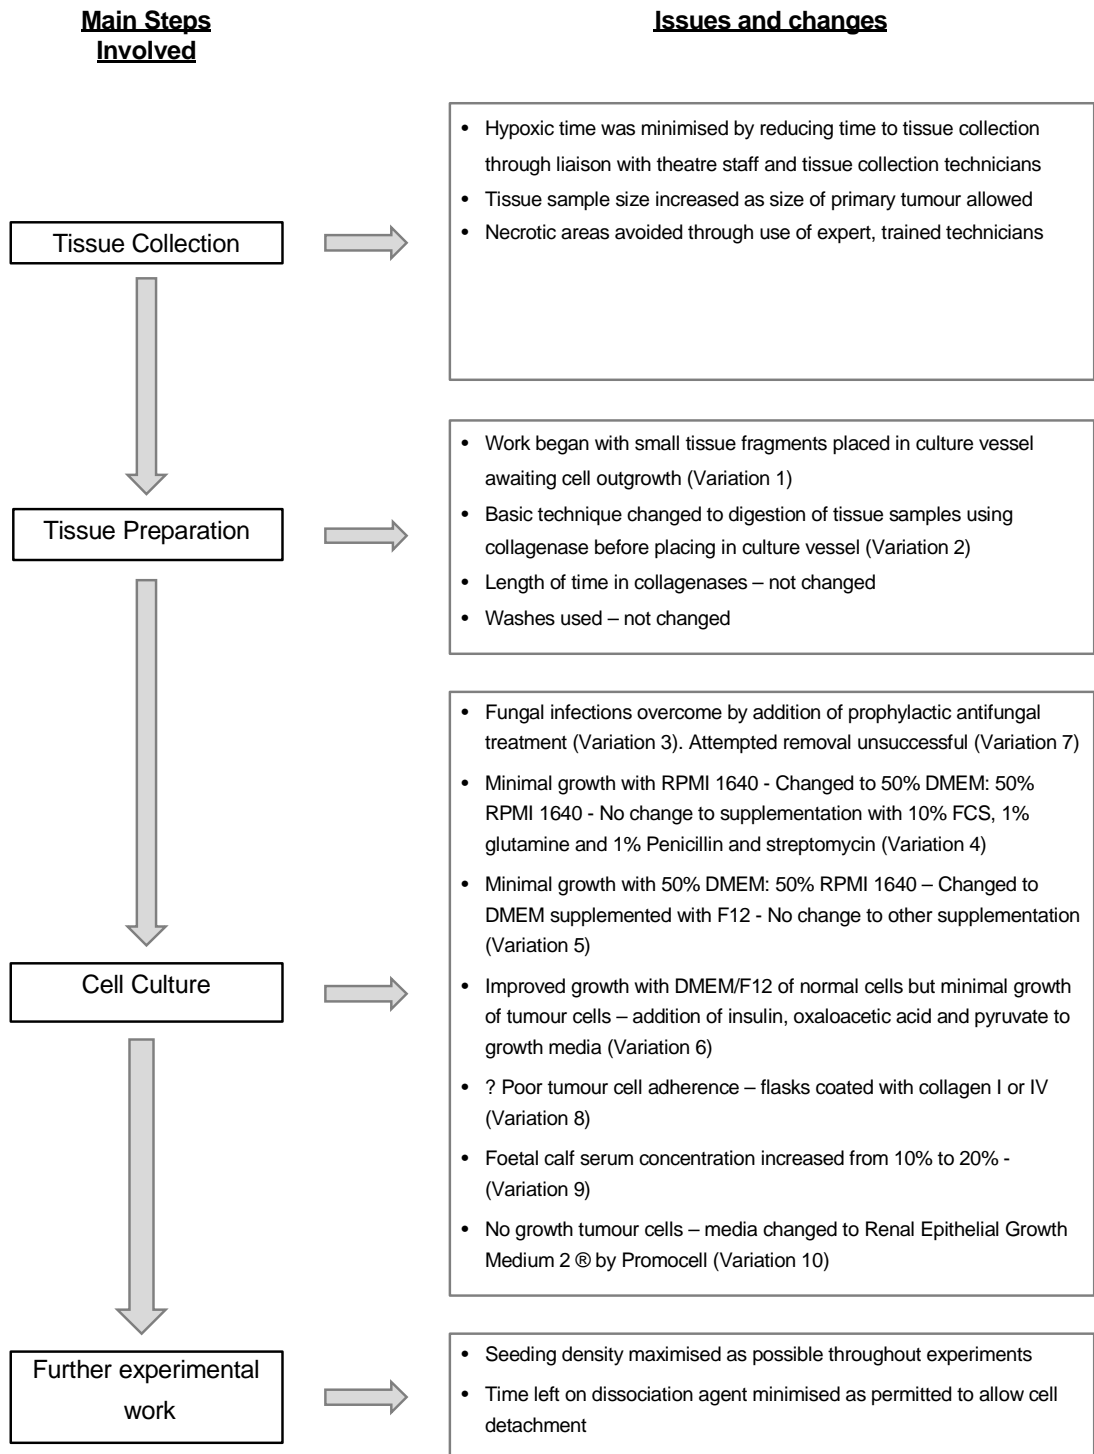 Main Steps
Involved
Issues and changes
Tissue Collection
• Hypoxic time was minimised by reducing time to tissue collection
through liaison with theatre staff and tissue collection technicians
• Tissue sample size increased as size of primary tumour allowed
• Necrotic areas avoided through use of expert, trained technicians
Tissue Preparation
• Work began with small tissue fragments placed in culture vessel
awaiting cell outgrowth (Variation 1)
• Basic technique changed to digestion of tissue samples using
collagenase before placing in culture vessel (Variation 2)
• Length of time in collagenases – not changed
• Washes used – not changed
Cell Culture
• Fungal infections overcome by addition of prophylactic antifungal
treatment (Variation 3). Attempted removal unsuccessful (Variation 7)
• Minimal growth with RPMI 1640 - Changed to 50% DMEM: 50%
RPMI 1640 - No change to supplementation with 10% FCS, 1%
glutamine and 1% Penicillin and streptomycin (Variation 4)
• Minimal growth with 50% DMEM: 50% RPMI 1640 – Changed to
DMEM supplemented with F12 - No change to other supplementation
(Variation 5)
• Improved growth with DMEM/F12 of normal cells but minimal growth
of tumour cells – addition of insulin, oxaloacetic acid and pyruvate to
growth media (Variation 6)
• ? Poor tumour cell adherence – flasks coated with collagen I or IV
(Variation 8)
• Foetal calf serum concentration increased from 10% to 20% -
(Variation 9)
• No growth tumour cells – media changed to Renal Epithelial Growth
Medium 2 ® by Promocell (Variation 10)
Further experimental
work
• Seeding density maximised as possible throughout experiments
• Time left on dissociation agent minimised as permitted to allow cell
detachment